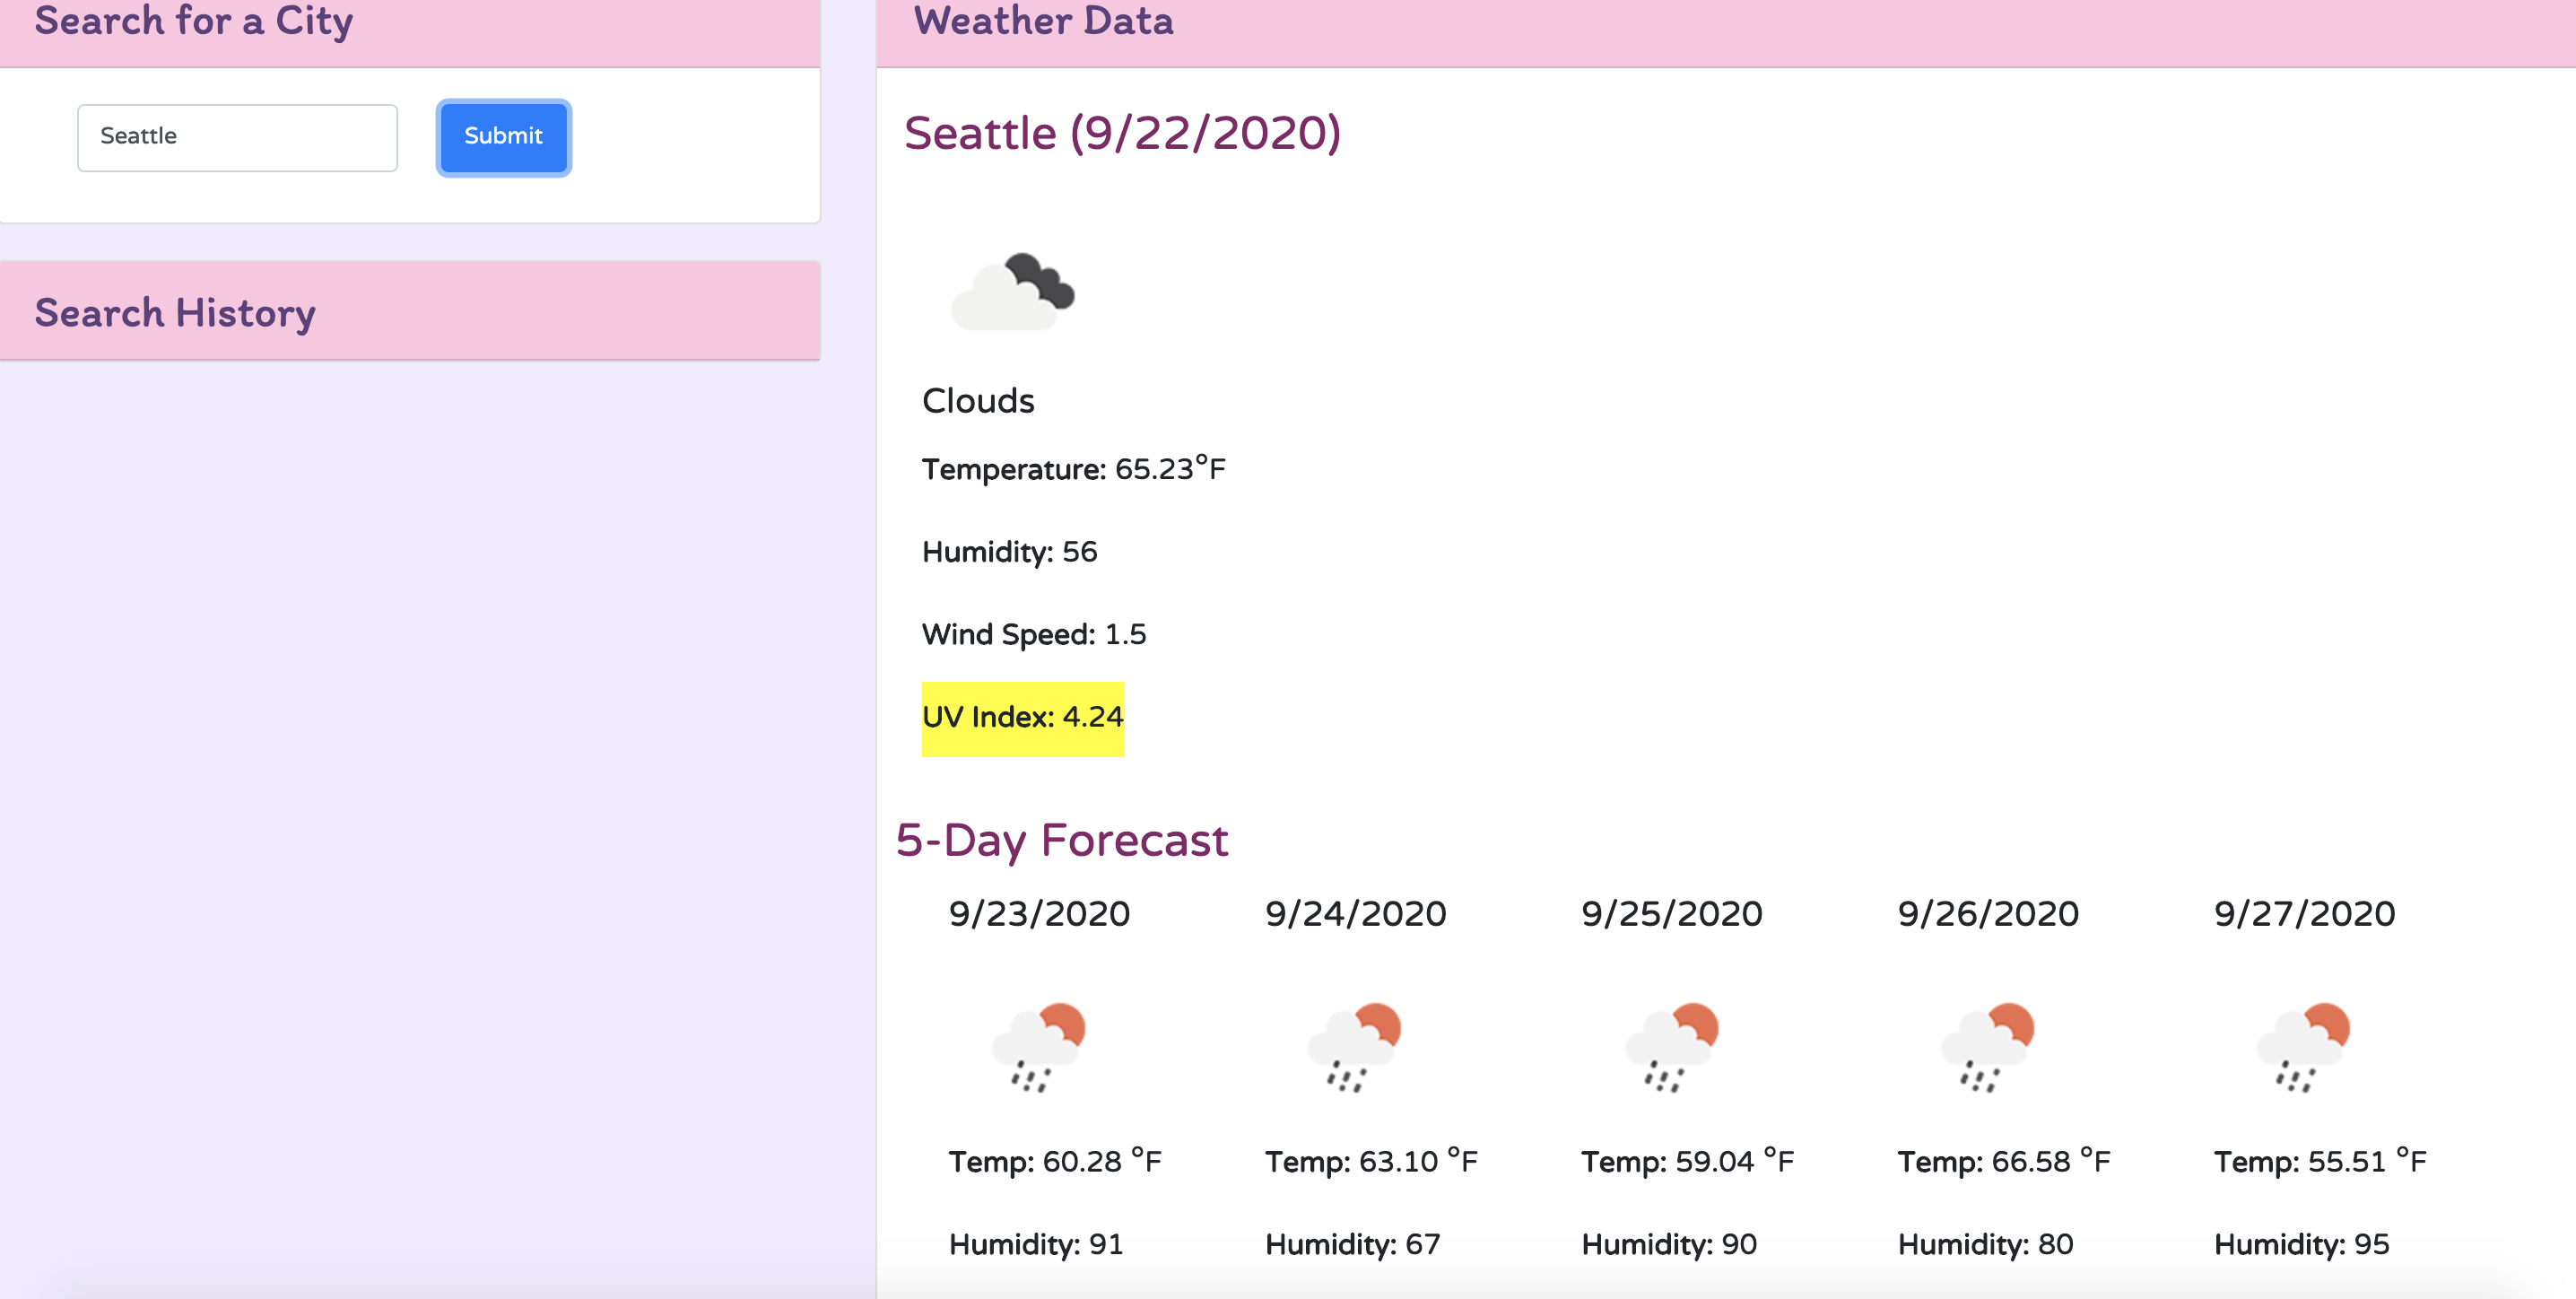 Search for a City
Seattle
Submit
Search History
Weather Data
Seattle (9/22/2020)
Clouds
Temperature: 65.23°F
Humidity: 56
Wind Speed: 1.5
UV Index: 4.24
5-Day Forecast
9/23/2020 9/24/2020 9/25/2020 9/26/2020 9/27/2020
Temp: 60.28 °F Temp: 63.10 °F Temp: 59.04 °F Temp: 66.58 °F Temp: 55.51 °F
Humidity: 91 Humidity: 67 Humidity: 90 Humidity: 80 Humidity: 95